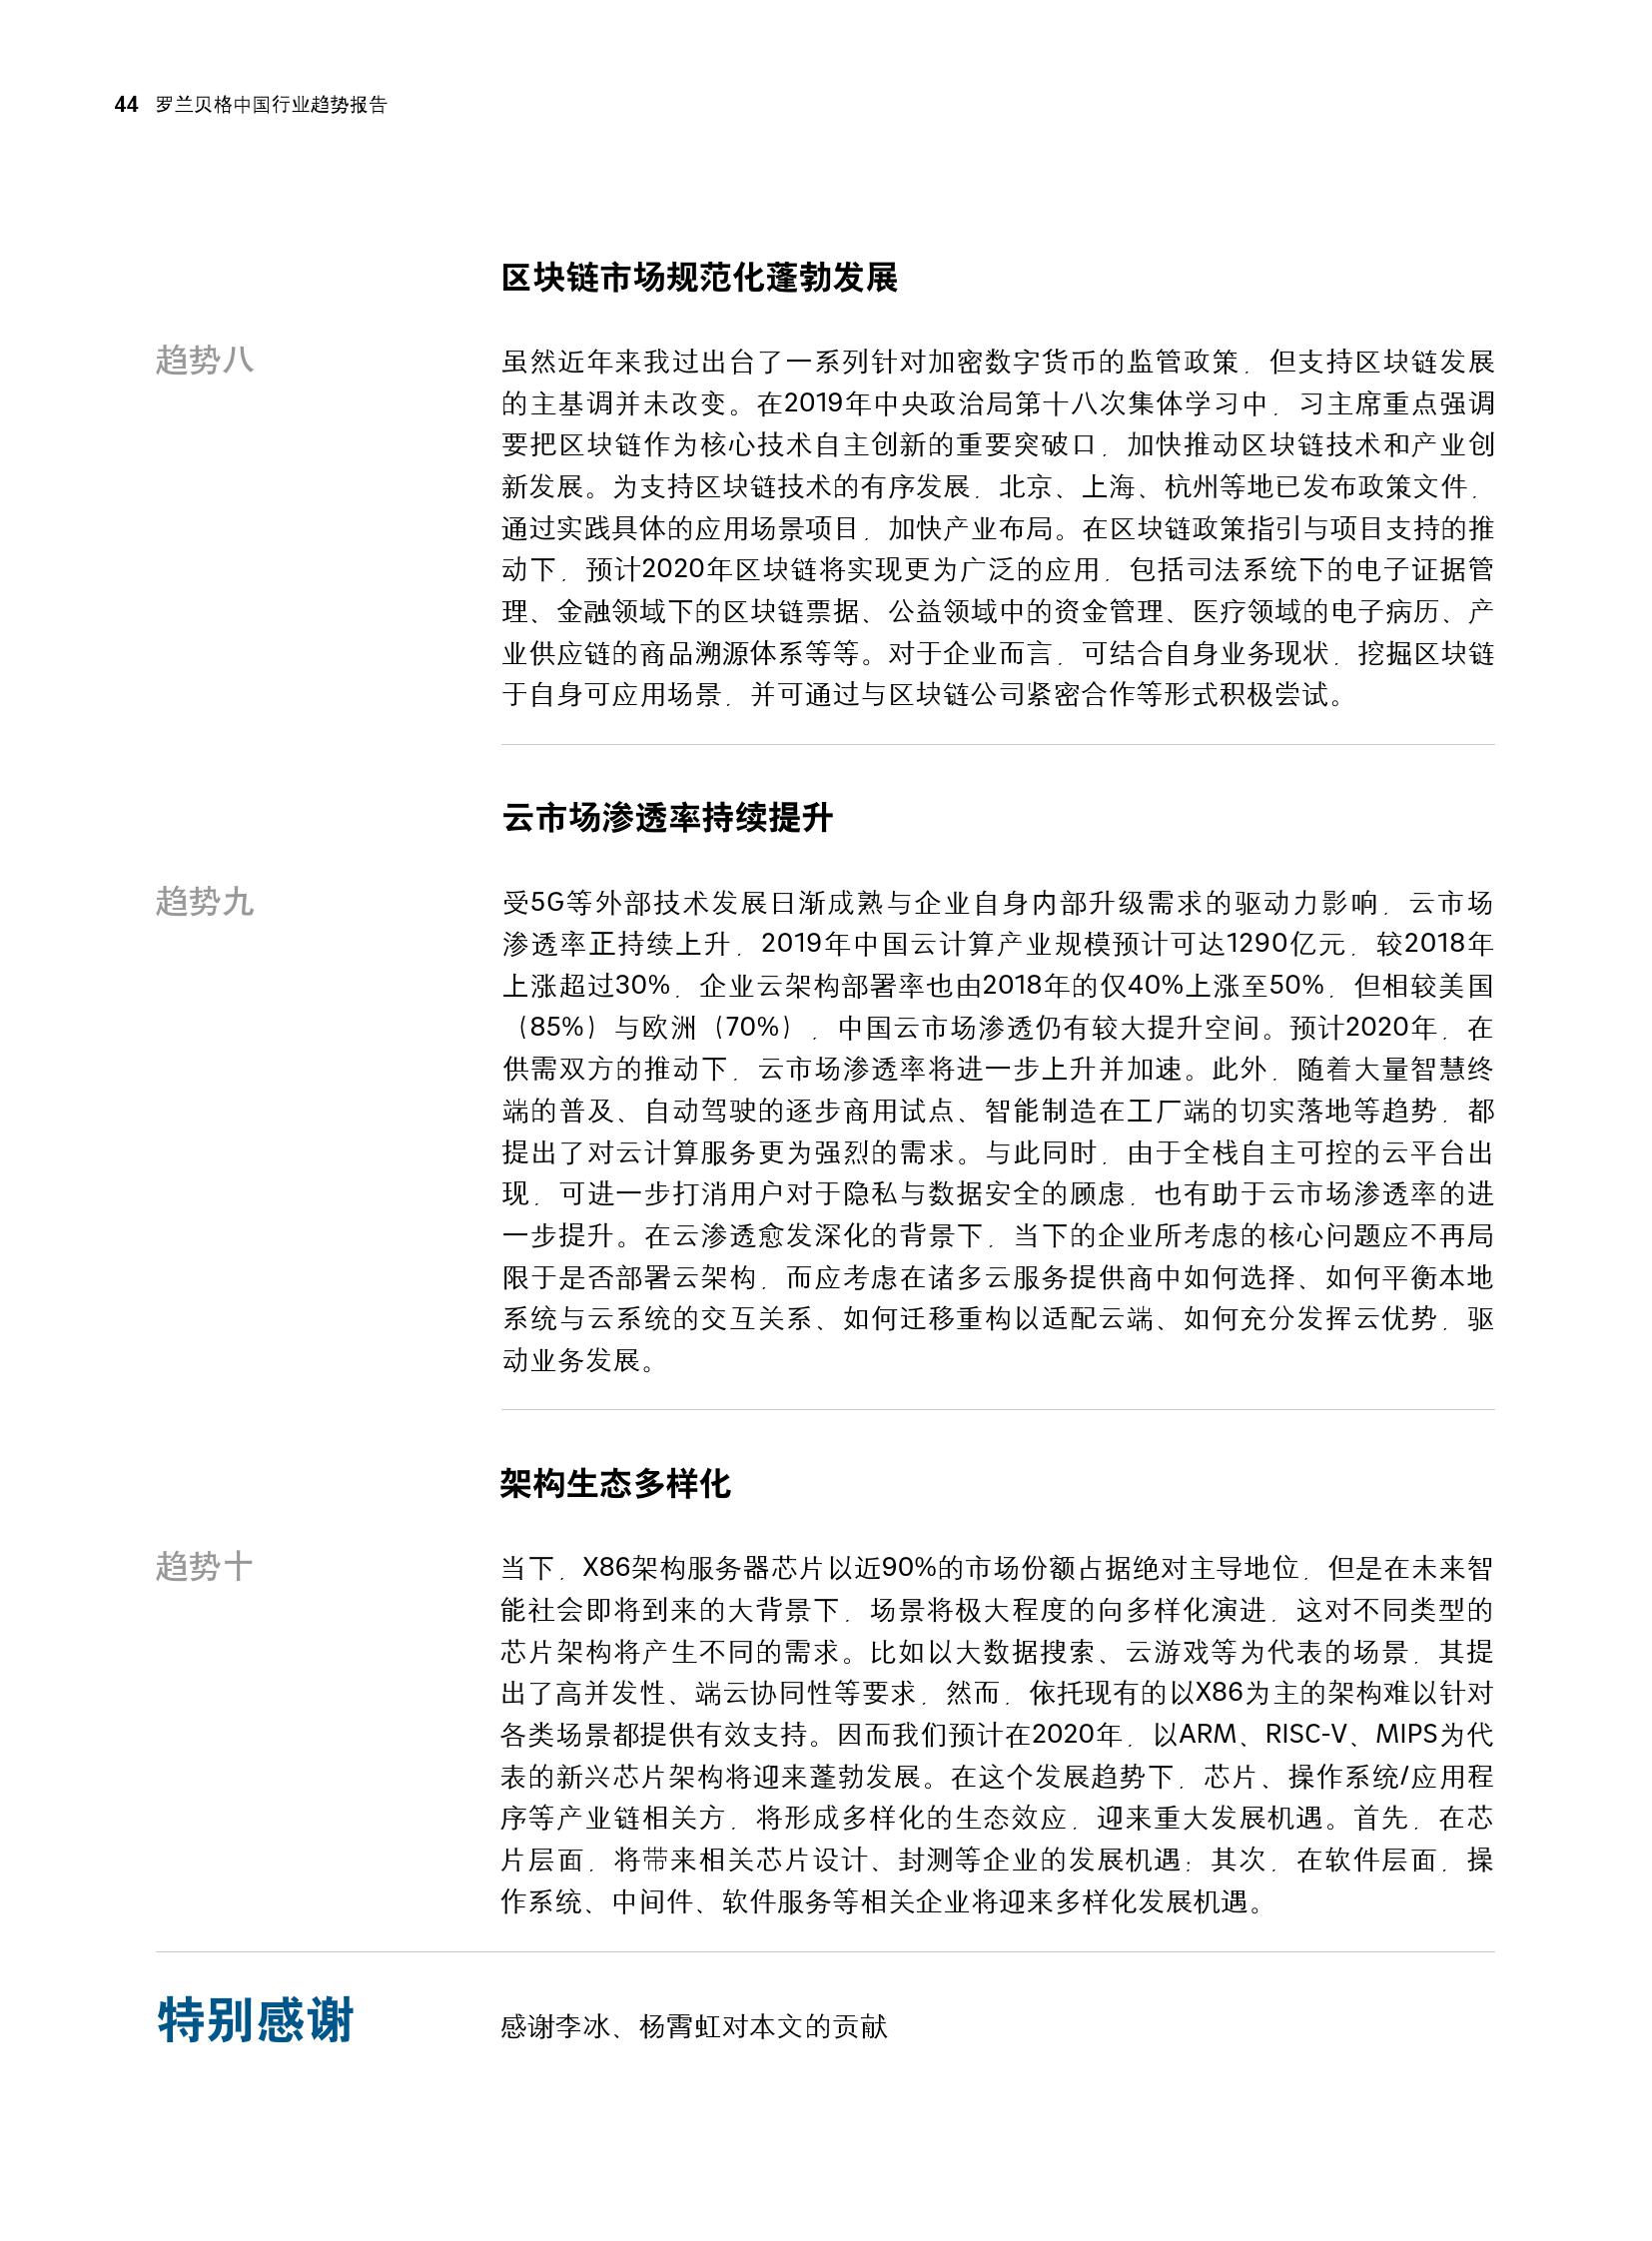 44 罗兰贝格中国行业趋势报告
区块链市场规范化蓬勃发展
趋势八
虽然近年来我过出台了一系列针对加密数字货币的监管政策，但支持区块链发展
的主基调并未改变。在2019年中央政治局第十八次集体学习中，习主席重点强调
要把区块链作为核心技术自主创新的重要突破口，加快推动区块链技术和产业创
新发展。为支持区块链技术的有序发展，北京、上海、杭州等地已发布政策文件，
通过实践具体的应用场景项目，加快产业布局。在区块链政策指引与项目支持的推
动下，预计2020年区块链将实现更为广泛的应用，包括司法系统下的电子证据管
理、金融领域下的区块链票据、公益领域中的资金管理、医疗领域的电子病历、产
业供应链的商品溯源体系等等。对于企业而言，可结合自身业务现状，挖掘区块链
于自身可应用场景，并可通过与区块链公司紧密合作等形式积极尝试。
云市场渗透率持续提升
趋势九
受5G等外部技术发展日渐成熟与企业自身内部升级需求的驱动力影响，云市场
渗透率正持续上升，2019年中国云计算产业规模预计可达1290亿元，较2018年
上涨超过30%，企业云架构部署率也由2018年的仅40%上涨至50%，但相较美国
（85%）与欧洲（70%），中国云市场渗透仍有较大提升空间。预计2020年，在
供需双方的推动下，云市场渗透率将进一步上升并加速。此外，随着大量智慧终
端的普及、自动驾驶的逐步商用试点、智能制造在工厂端的切实落地等趋势，都
提出了对云计算服务更为强烈的需求。与此同时，由于全栈自主可控的云平台出
现，可进一步打消用户对于隐私与数据安全的顾虑，也有助于云市场渗透率的进
一步提升。在云渗透愈发深化的背景下，当下的企业所考虑的核心问题应不再局
限于是否部署云架构，而应考虑在诸多云服务提供商中如何选择、如何平衡本地
系统与云系统的交互关系、如何迁移重构以适配云端、如何充分发挥云优势，驱
动业务发展。
架构生态多样化
趋势十
当下，X86架构服务器芯片以近90%的市场份额占据绝对主导地位，但是在未来智
能社会即将到来的大背景下，场景将极大程度的向多样化演进，这对不同类型的
芯片架构将产生不同的需求。比如以大数据搜索、云游戏等为代表的场景，其提
出了高并发性、端云协同性等要求，然而，依托现有的以X86为主的架构难以针对
各类场景都提供有效支持。因而我们预计在2020年，以ARM、RISC-V、MIPS为代
表的新兴芯片架构将迎来蓬勃发展。在这个发展趋势下，芯片、操作系统/应用程
序等产业链相关方，将形成多样化的生态效应，迎来重大发展机遇。首先，在芯
片层面，将带来相关芯片设计、封测等企业的发展机遇；其次，在软件层面，操
作系统、中间件、软件服务等相关企业将迎来多样化发展机遇。
特别感谢
感谢李冰、杨霄虹对本文的贡献